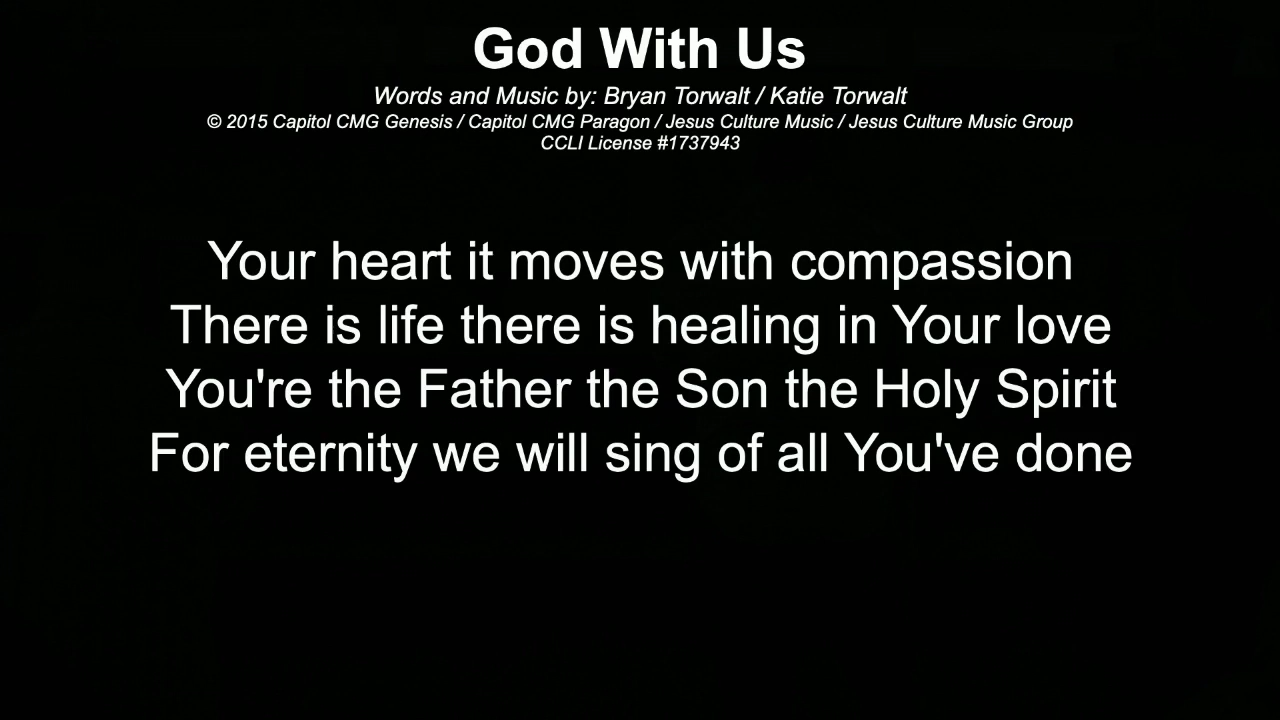 God With Us
Words and Music by: Bryan Torwalt / Katie Torwalt
© 2015 Capitol CMG Genesis / Capitol CMG Paragon / Jesus Culture Music / Jesus Culture Music Group
CCLI License #1737943
Your heart it moves with compassion
There is life there is healing in Your love
You're the Father the Son the Holy Spirit
For eternity we will sing of all You've done